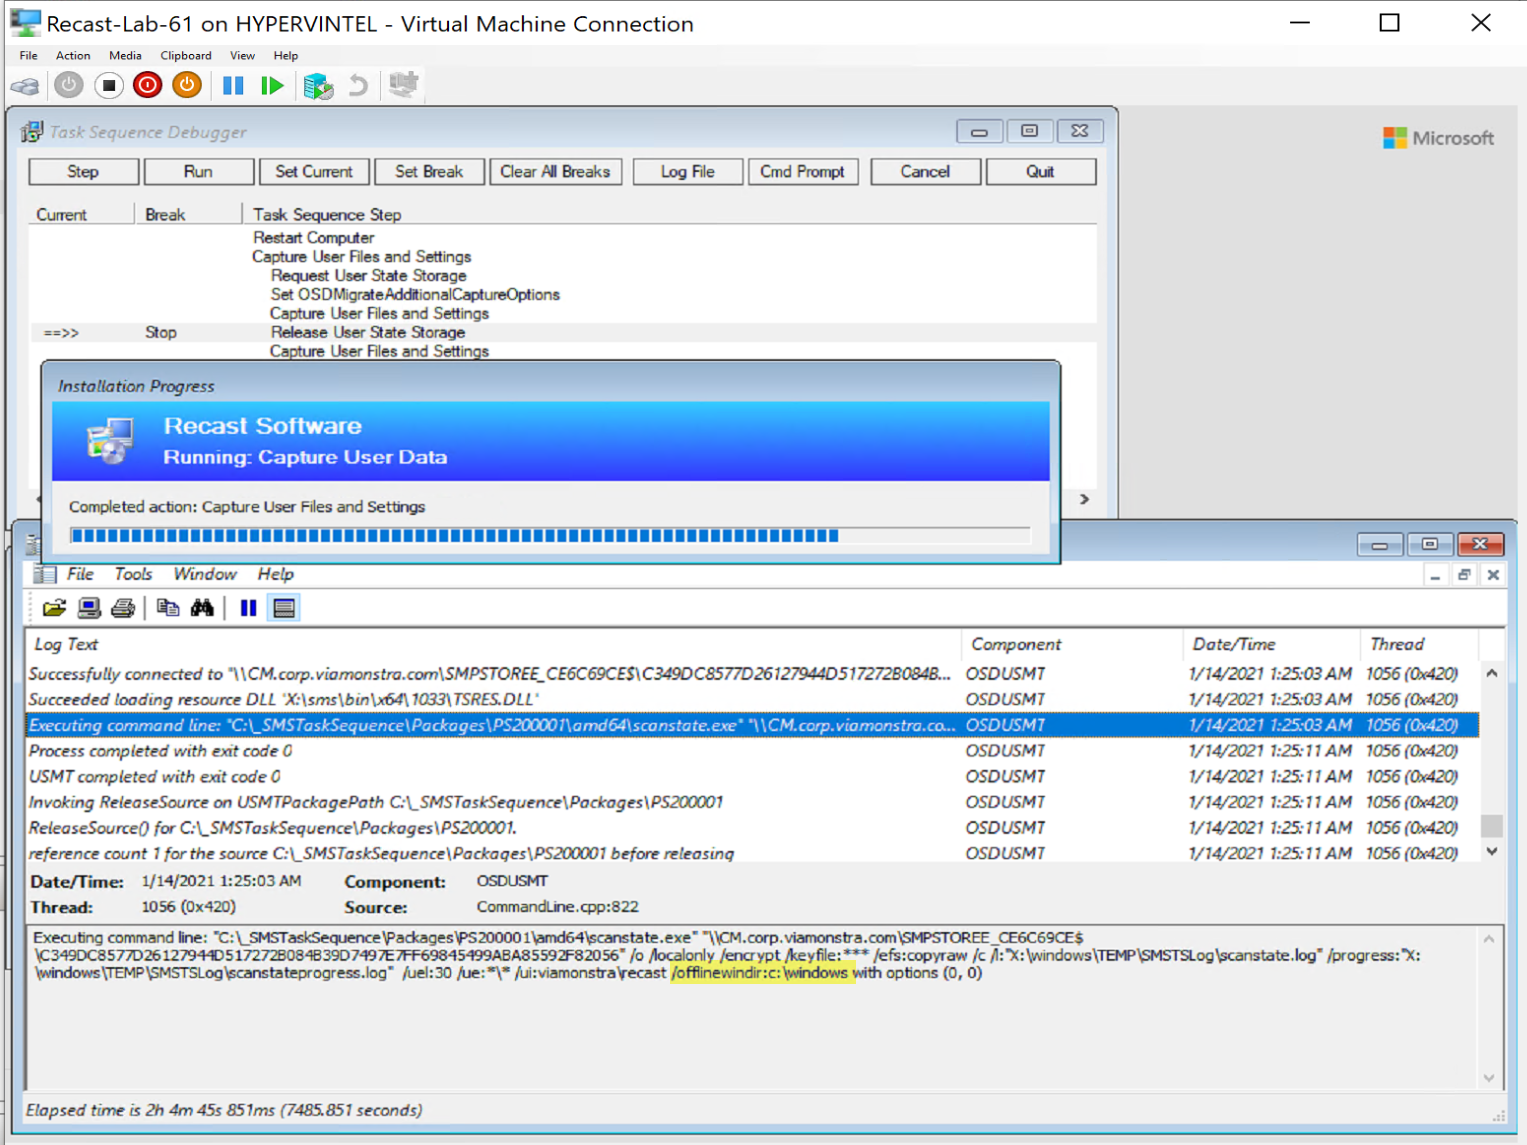 Recast-Lab-61 on HYPERVINTEL - Virtual Machine Connection
File Action Media Clipboard View Help
Task Sequence Debugger
Microsoft
Step Run Set Current Set Break Clear All Breaks Log File Cmd Prompt Cancel Quit
Current Break Task Sequence Step
Restart Computer
Capture User Files and Settings
Request User State Storage
Set OSDMigrateAdditionalCaptureOptions
Capture User Files and Settings
==>> Stop Release User State Storage
Capture User Files and Settings
Installation Progress
Recast Software
Running: Capture User Data
Completed action: Capture User Files and Settings
File Tools Window Help
Log Text Component Date/Time Thread
Successfully connected to "\\CM.corp.viamonstra.com\SMPSTOREE_CE6C69CE$\C349DC8577D26127944D517272B084B... OSDUSMT 1/14/2021 1:25:03 AM 1056 (0x420)
Succeeded loading resource DLL 'X:\sms\bin\x64\1033\TSRES.DLL' OSDUSMT 1/14/2021 1:25:03 AM 1056 (0x420)
Executing command line: "C:\_SMSTaskSequence\Packages\PS200001\amd64\scanstate.exe" "\\CM.corp.viamonstra.co... OSDUSMT 1/14/2021 1:25:03 AM 1056 (0x420)
Process completed with exit code 0 OSDUSMT 1/14/2021 1:25:11 AM 1056 (0x420)
USMT completed with exit code 0 OSDUSMT 1/14/2021 1:25:11 AM 1056 (0x420)
Invoking ReleaseSource on USMTPackagePath C:\_SMSTaskSequence\Packages\PS200001 OSDUSMT 1/14/2021 1:25:11 AM 1056 (0x420)
ReleaseSource() for C:\_SMSTaskSequence\Packages\PS200001. OSDUSMT 1/14/2021 1:25:11 AM 1056 (0x420)
reference count 1 for the source C:\_SMSTaskSequence\Packages\PS200001 before releasing OSDUSMT 1/14/2021 1:25:11 AM 1056 (0x420)
Date/Time: 1/14/2021 1:25:03 AM Component: OSDUSMT
Thread: 1056 (0x420) Source: CommandLine.cpp:822
Executing command line: "C:\_SMSTaskSequence\Packages\PS200001\amd64\scanstate.exe" "\\CM.corp.viamonstra.com\SMPSTOREE_CE6C69CE$
\C349DC8577D26127944D517272B084B39D7497E7FF69845499ABA85592F82056" /o /localonly /encrypt /keyfile:*** /efs:copyraw /c /l:"X:\windows\TEMP\SMSTSLog\scanstate.log" /progress:"X:
\windows\TEMP\SMSTSLog\scanstateprogress.log" /uel:30 /ue:*\* /ui:viamonstra\recast /offlinewindir:c:\windows with options (0, 0)
Elapsed time is 2h 4m 45s 851ms (7485.851 seconds)